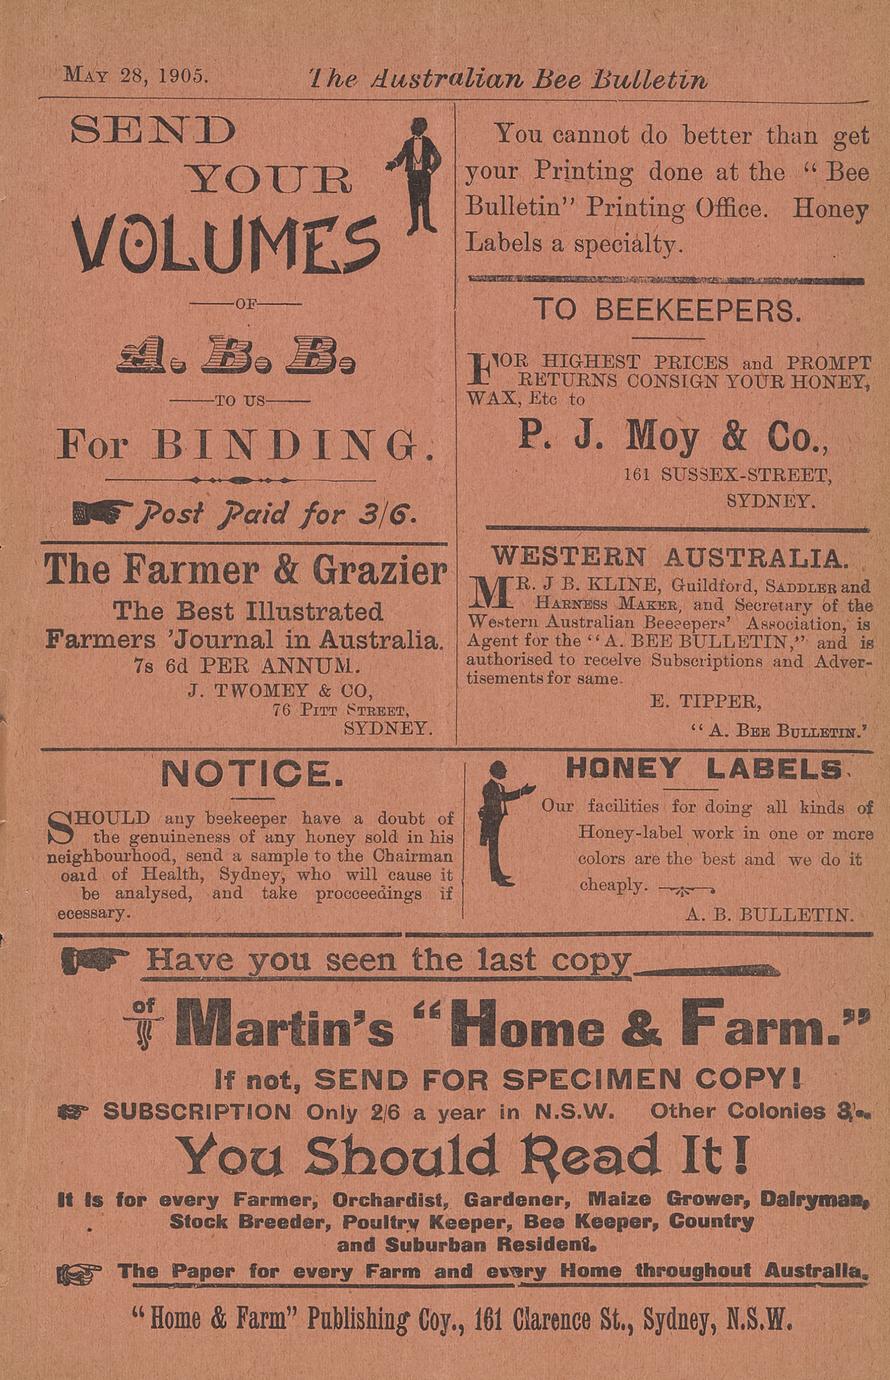 MAY 28, 1905.
The Australian Bee Bulletin
SEND
YOUR
VOLUMES
—OF—
A. B. B.
—TO US—
For BINDING.
Post Paid for 3/6.
The Farmer & Grazier
The Best Illustrated
Farmers 'Journal in Australia.
7s 6d PER ANNUM.
J. TWOMEY & CO,
76 PITT STREET,
SYDNEY.
You cannot do better than get
your Printing done at the “ Bee
Bulletin” Printing Office. Honey
Labels a specialty.
TO BEEKEEPERS.
FOR HIGHEST PRICES and PROMPT
RETURNS CONSIGN YOUR HONEY,
WAX, Etc to
P. J. Moy & Co.,
161 SUSSEX-STREET,
SYDNEY.
WESTERN AUSTRALIA.
MR. J B. KLINE, Guildford, SADDLER and
HARNESS MAKER, and Secretary of the
Western Australian Beeƶepers’ Association, is
Agent for the “A. BEE BULLETIN,” and is
authorised to receive Subscriptions and Adver-
tisements for same.
E. TIPPER,
“ A. BEE BULLETIN.’
NOTICE.
SHOULD any beekeeper have a doubt of
the genuineness of any honey sold in his
neighbourhood, send a sample to the Chairman
oaid of Health, Sydney, who will cause it
be analysed, and take procceedings if
ecessary.
HONEY LABELS.
Our facilities for doing all kinds of
Honey-label work in one or more
colors are the best and we do it
cheaply.
A. B. BULLETIN.
Have you seen the last copy
of Martin’s “Home & Farm.”
If not, SEND FOR SPECIMEN COPY!
SUBSCRIPTION Only 2/6 a year in N.S.W. Other Colonies 3/-
You Should Read It!
It is for every Farmer, Orchardist, Gardener, Maize Grower, Dairyman,
Stock Breeder, Poultry Keeper, Bee Keeper, Country
and Suburban Resident.
The Paper for every Farm and every Home throughout Australia.
“Home & Farm” Publishing Coy., 161 Clarence St., Sydney, N.S.W.